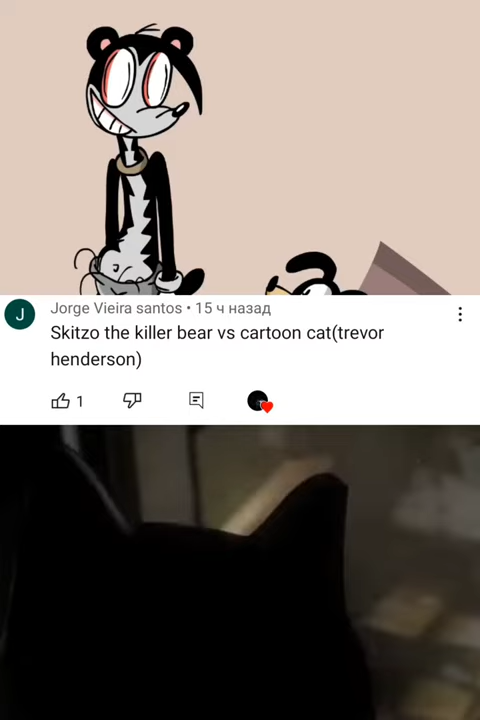 J
Jorge Vieira santos • 15 ч назад
Skitzo the killer bear vs cartoon cat(trevor
henderson)
1